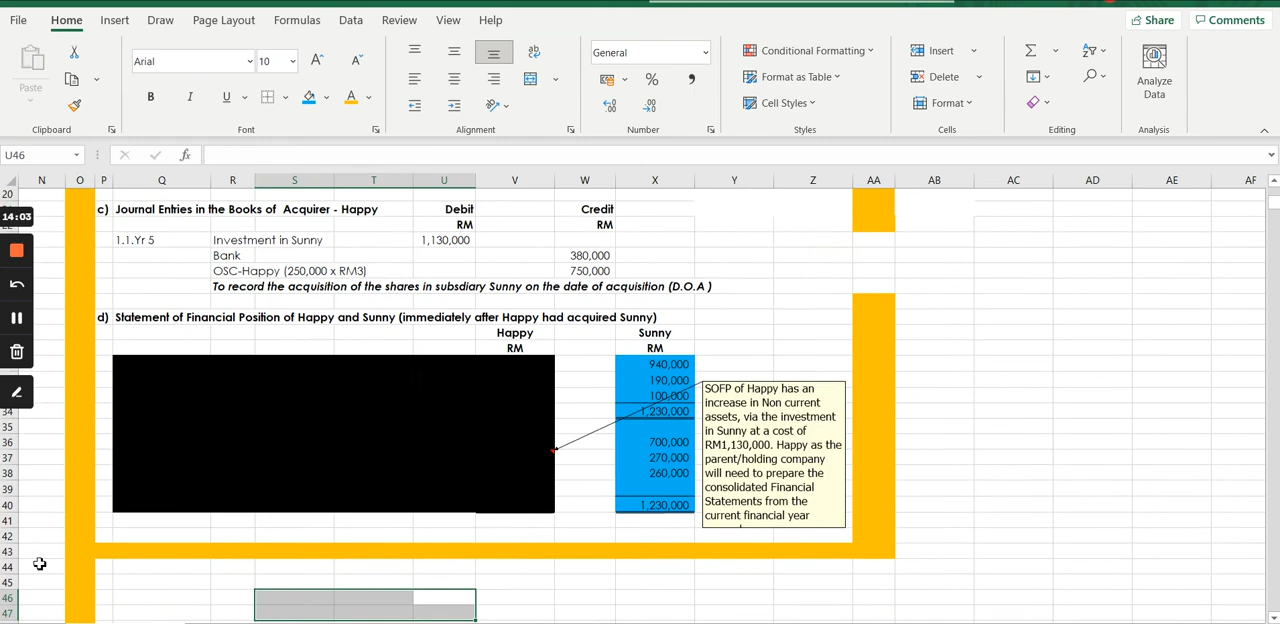 File Home Insert Draw Page Layout Formulas Data Review View Help Share Comments
Paste Arial 10 General Conditional Formatting Format as Table Cell Styles Insert Delete Format Analyze Data
Clipboard Font Alignment Number Styles Cells Editing Analysis
U46 fx
N O P Q R S T U V W X Y Z AA AB AC AD AE AF
20
c) Journal Entries in the Books of Acquirer - Happy Debit Credit
14:03
RM RM
1.1.Yr 5 Investment in Sunny 1,130,000
Bank 380,000
OSC-Happy (250,000 x RM3) 750,000
To record the acquisition of the shares in subsdiary Sunny on the date of acquisition (D.O.A )
d) Statement of Financial Position of Happy and Sunny (immediately after Happy had acquired Sunny)
Happy Sunny
RM RM
940,000
190,000
100,000
34 1,230,000
35
36 700,000
37 270,000
38 260,000
39
40 1,230,000
41
42
43
44
45
46
47
SOFP of Happy has an
increase in Non current
assets, via the investment
in Sunny at a cost of
RM1,130,000. Happy as the
parent/holding company
will need to prepare the
consolidated Financial
Statements from the
current financial year